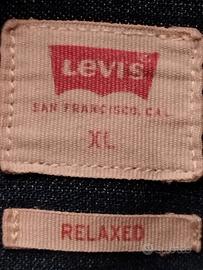 LEVI'S
SAN FRANCISCO, CAL.
XL
RELAXED